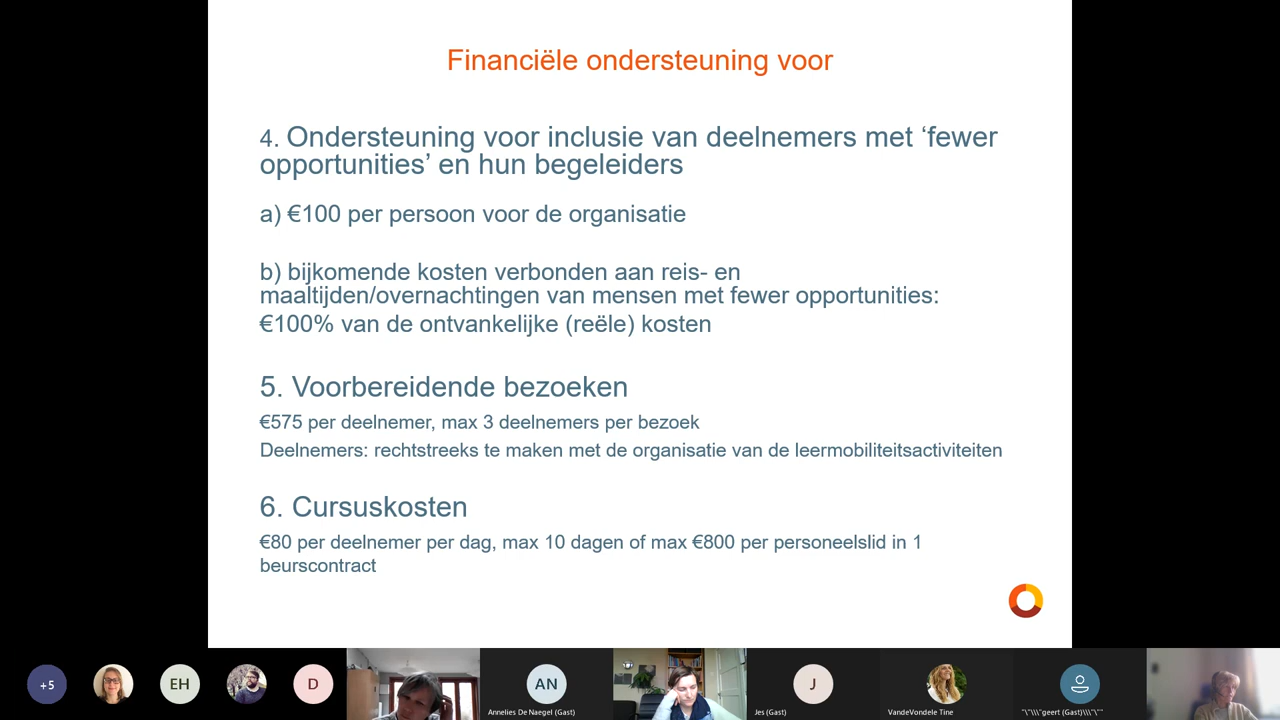 Financiële ondersteuning voor
4. Ondersteuning voor inclusie van deelnemers met ‘fewer
opportunities’ en hun begeleiders
a) €100 per persoon voor de organisatie
b) bijkomende kosten verbonden aan reis- en
maaltijden/overnachtingen van mensen met fewer opportunities:
€100% van de ontvankelijke (reële) kosten
5. Voorbereidende bezoeken
€575 per deelnemer, max 3 deelnemers per bezoek
Deelnemers: rechtstreeks te maken met de organisatie van de leermobiliteitsactiviteiten
6. Cursuskosten
€80 per deelnemer per dag, max 10 dagen of max €800 per personeelslid in 1
beurscontract
+5
EH
D
AN
J
Annelies De Naegel (Gast)
Jes (Gast)
VandeVondele Tine
"\"\\\"geert (Gast)\\\"\""